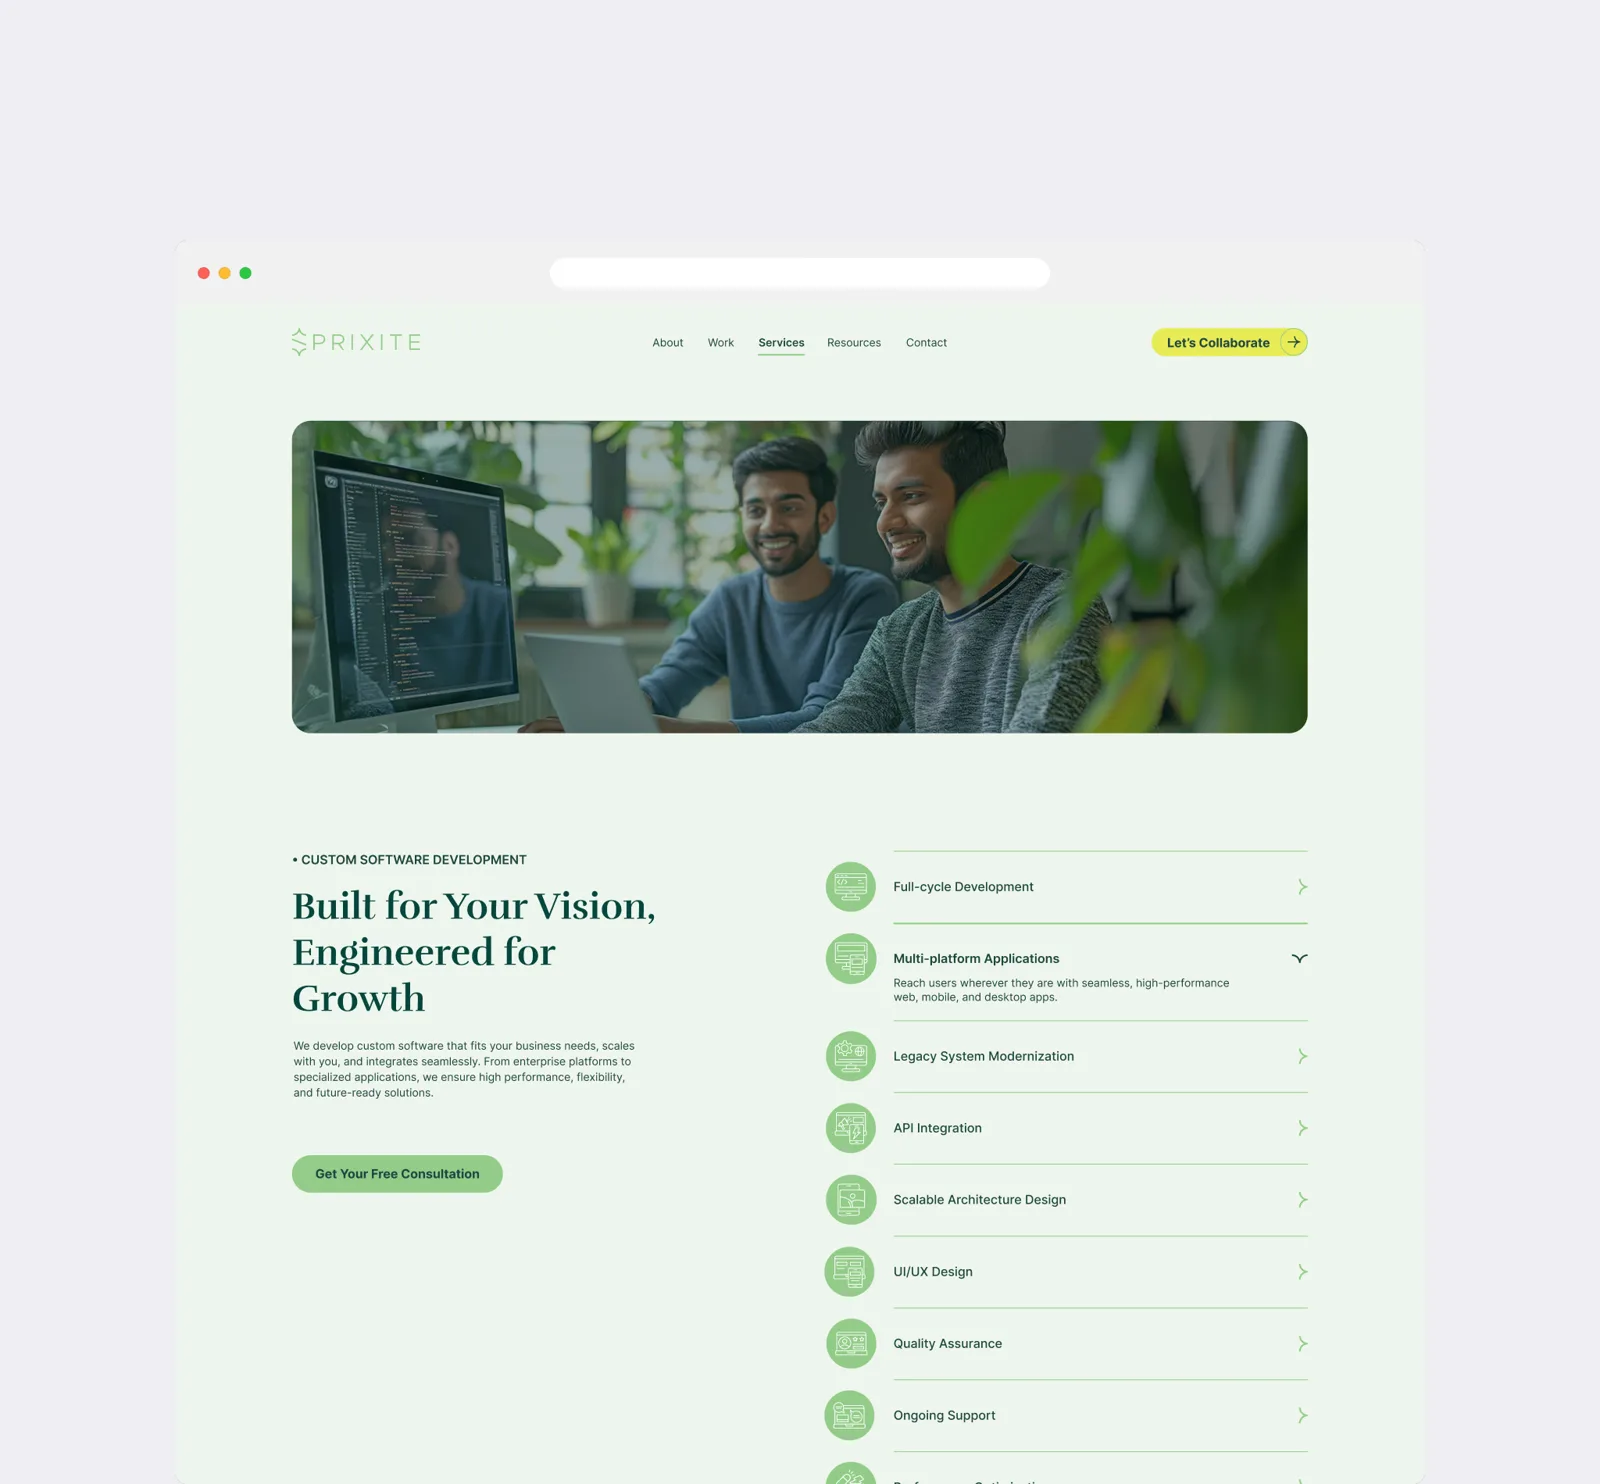 SPRIXITE
About
Work
Services
Resources
Contact
Let's Collaborate
• CUSTOM SOFTWARE DEVELOPMENT
Built for Your Vision,
Engineered for
Growth
We develop custom software that fits your business needs, scales
with you, and integrates seamlessly. From enterprise platforms to
specialized applications, we ensure high performance, flexibility,
and future-ready solutions.
Get Your Free Consultation
Full-cycle Development
Multi-platform Applications
Reach users wherever they are with seamless, high-performance
web, mobile, and desktop apps.
Legacy System Modernization
API Integration
Scalable Architecture Design
UI/UX Design
Quality Assurance
Ongoing Support